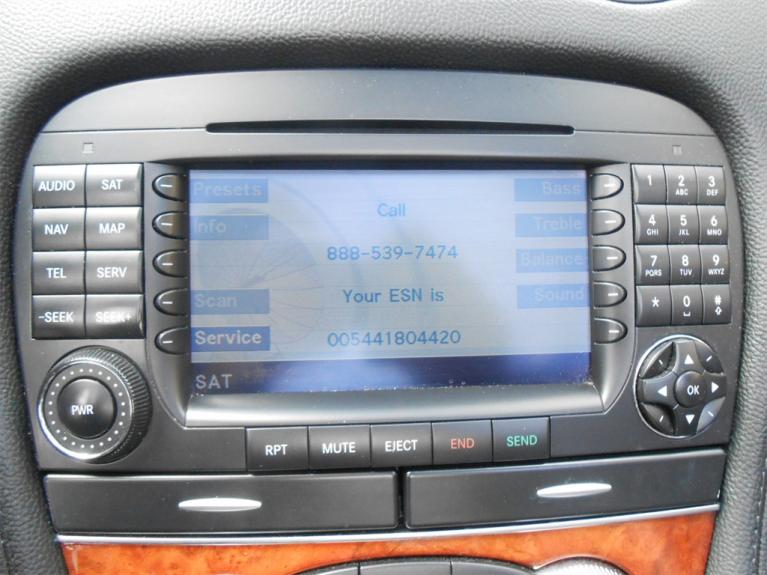 AUDIO SAT
NAV MAP
TEL SERV
-SEEK SEEK+
PWR
Presets
Info
Scan
Service
SAT
Call
888-539-7474
Your ESN is
005441804420
Bass
Treble
Balance
Sound
1 2 ABC 3 DEF
4 GHI 5 JKL 6 MNO
7 PQRS 8 TUV 9 WXYZ
* 0 #
OK
RPT MUTE EJECT END SEND